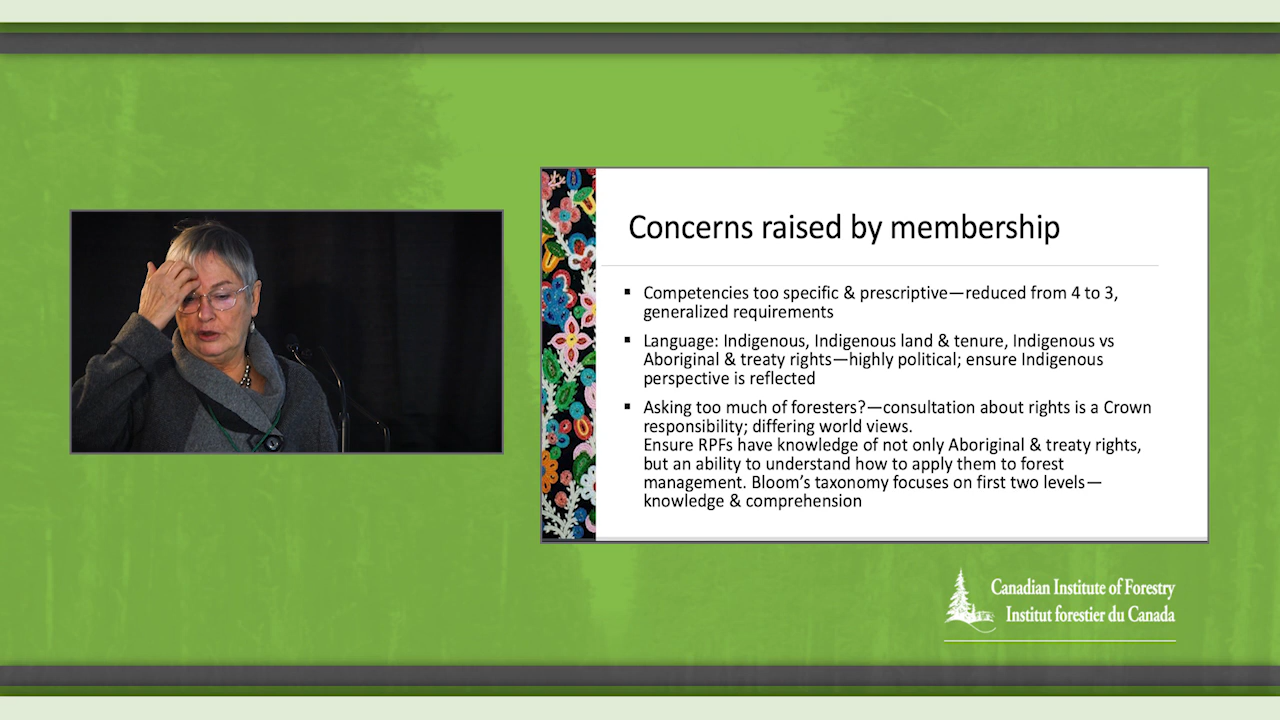 Concerns raised by membership
▪ Competencies too specific & prescriptive—reduced from 4 to 3,
generalized requirements
▪ Language: Indigenous, Indigenous land & tenure, Indigenous vs
Aboriginal & treaty rights—highly political; ensure Indigenous
perspective is reflected
▪ Asking too much of foresters?—consultation about rights is a Crown
responsibility; differing world views.
Ensure RPFs have knowledge of not only Aboriginal & treaty rights,
but an ability to understand how to apply them to forest
management. Bloom’s taxonomy focuses on first two levels—
knowledge & comprehension
Canadian Institute of Forestry
Institut forestier du Canada